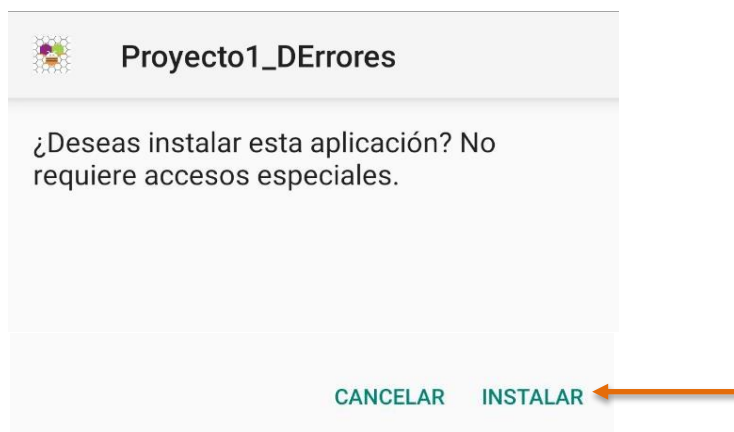 Proyecto1_DErrores
¿Deseas instalar esta aplicación? No
requiere accesos especiales.
CANCELAR INSTALAR